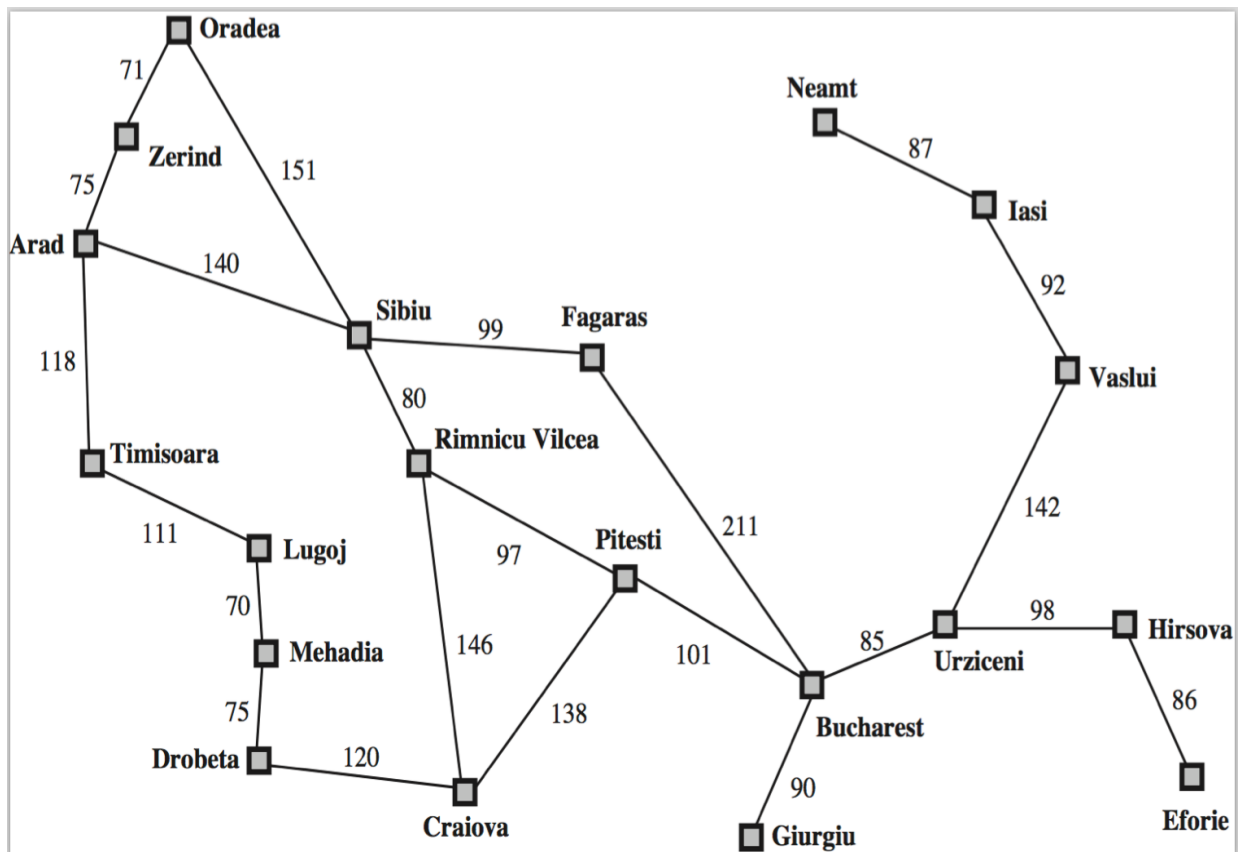 Oradea
71
Neamt
87
Zerind
151
75
Iasi
Arad
140
92
Sibiu
Fagaras
99
118
Vaslui
80
Rimnicu Vilcea
Timisoara
142
211
111
Lugoj
97
Pitesti
70
98
Hirsova
146
85
Mehadia
101
Urziceni
86
75
138
Bucharest
Drobeta
120
90
Craiova
Giurgiu
Eforie